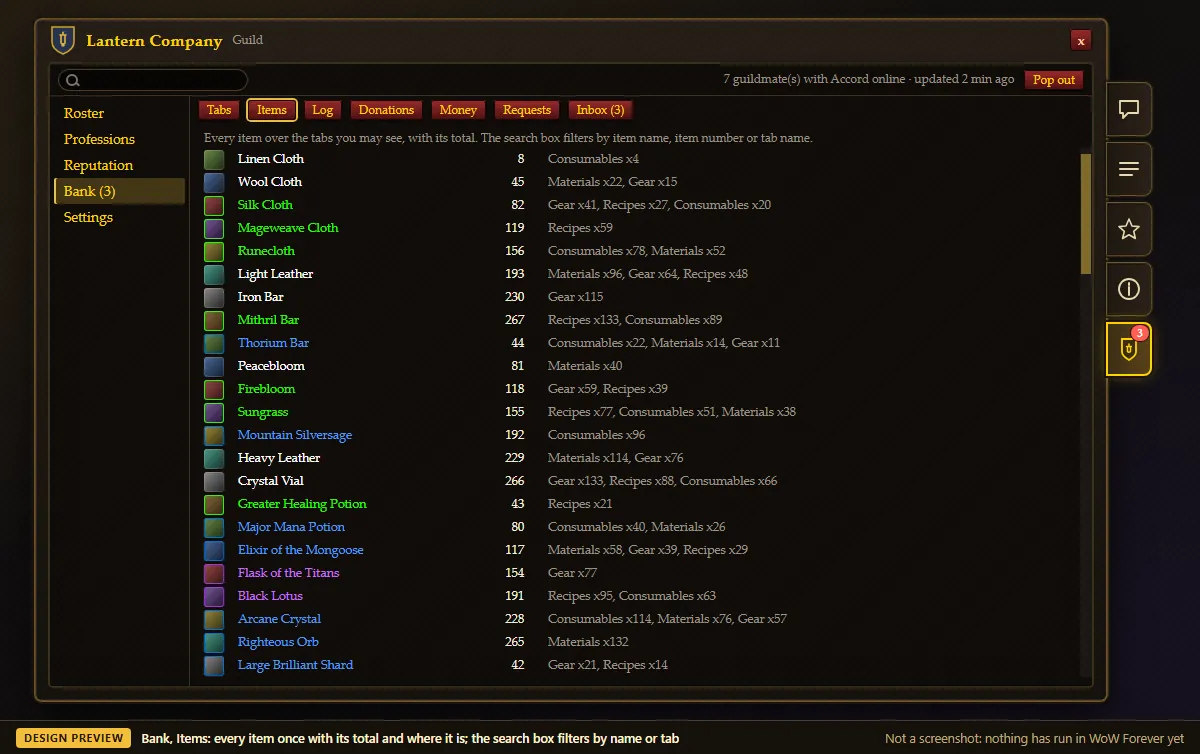 Lantern Company Guild x
7 guildmate(s) with Accord online · updated 2 min ago Pop out
Roster
Professions
Reputation
Bank (3)
Settings
Tabs Items Log Donations Money Requests Inbox (3)
Every item over the tabs you may see, with its total. The search box filters by item name, item number or tab name.
Linen Cloth 8 Consumables x4
Wool Cloth 45 Materials x22, Gear x15
Silk Cloth 82 Gear x41, Recipes x27, Consumables x20
Mageweave Cloth 119 Recipes x59
Runecloth 156 Consumables x78, Materials x52
Light Leather 193 Materials x96, Gear x64, Recipes x48
Iron Bar 230 Gear x115
Mithril Bar 267 Recipes x133, Consumables x89
Thorium Bar 44 Consumables x22, Materials x14, Gear x11
Peacebloom 81 Materials x40
Firebloom 118 Gear x59, Recipes x39
Sungrass 155 Recipes x77, Consumables x51, Materials x38
Mountain Silversage 192 Consumables x96
Heavy Leather 229 Materials x114, Gear x76
Crystal Vial 266 Gear x133, Recipes x88, Consumables x66
Greater Healing Potion 43 Recipes x21
Major Mana Potion 80 Consumables x40, Materials x26
Elixir of the Mongoose 117 Materials x58, Gear x39, Recipes x29
Flask of the Titans 154 Gear x77
Black Lotus 191 Recipes x95, Consumables x63
Arcane Crystal 228 Consumables x114, Materials x76, Gear x57
Righteous Orb 265 Materials x132
Large Brilliant Shard 42 Gear x21, Recipes x14
3
DESIGN PREVIEW Bank, Items: every item once with its total and where it is; the search box filters by name or tab Not a screenshot: nothing has run in WoW Forever yet